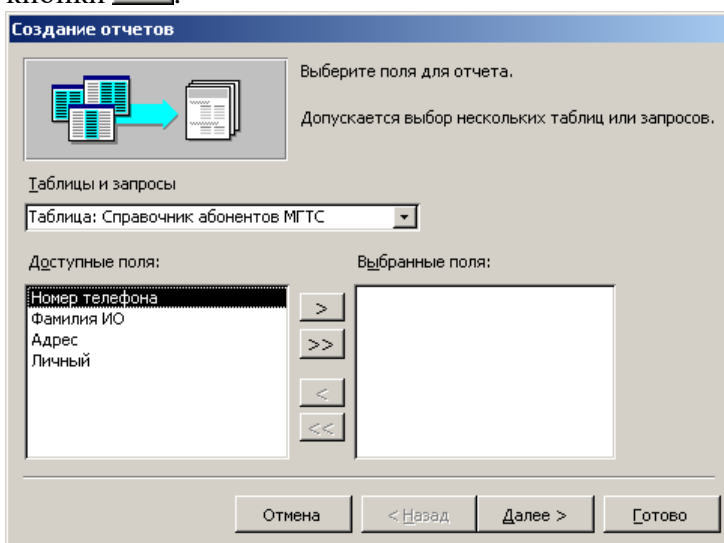 Создание отчетов
Выберите поля для отчета.
Допускается выбор нескольких таблиц или запросов.
Таблицы и запросы
Таблица: Справочник абонентов МГТС
Доступные поля:
Выбранные поля:
Номер телефона
Фамилия ИО
Адрес
Личный
>
>>
<
<<
Отмена
< Назад
Далее >
Готово